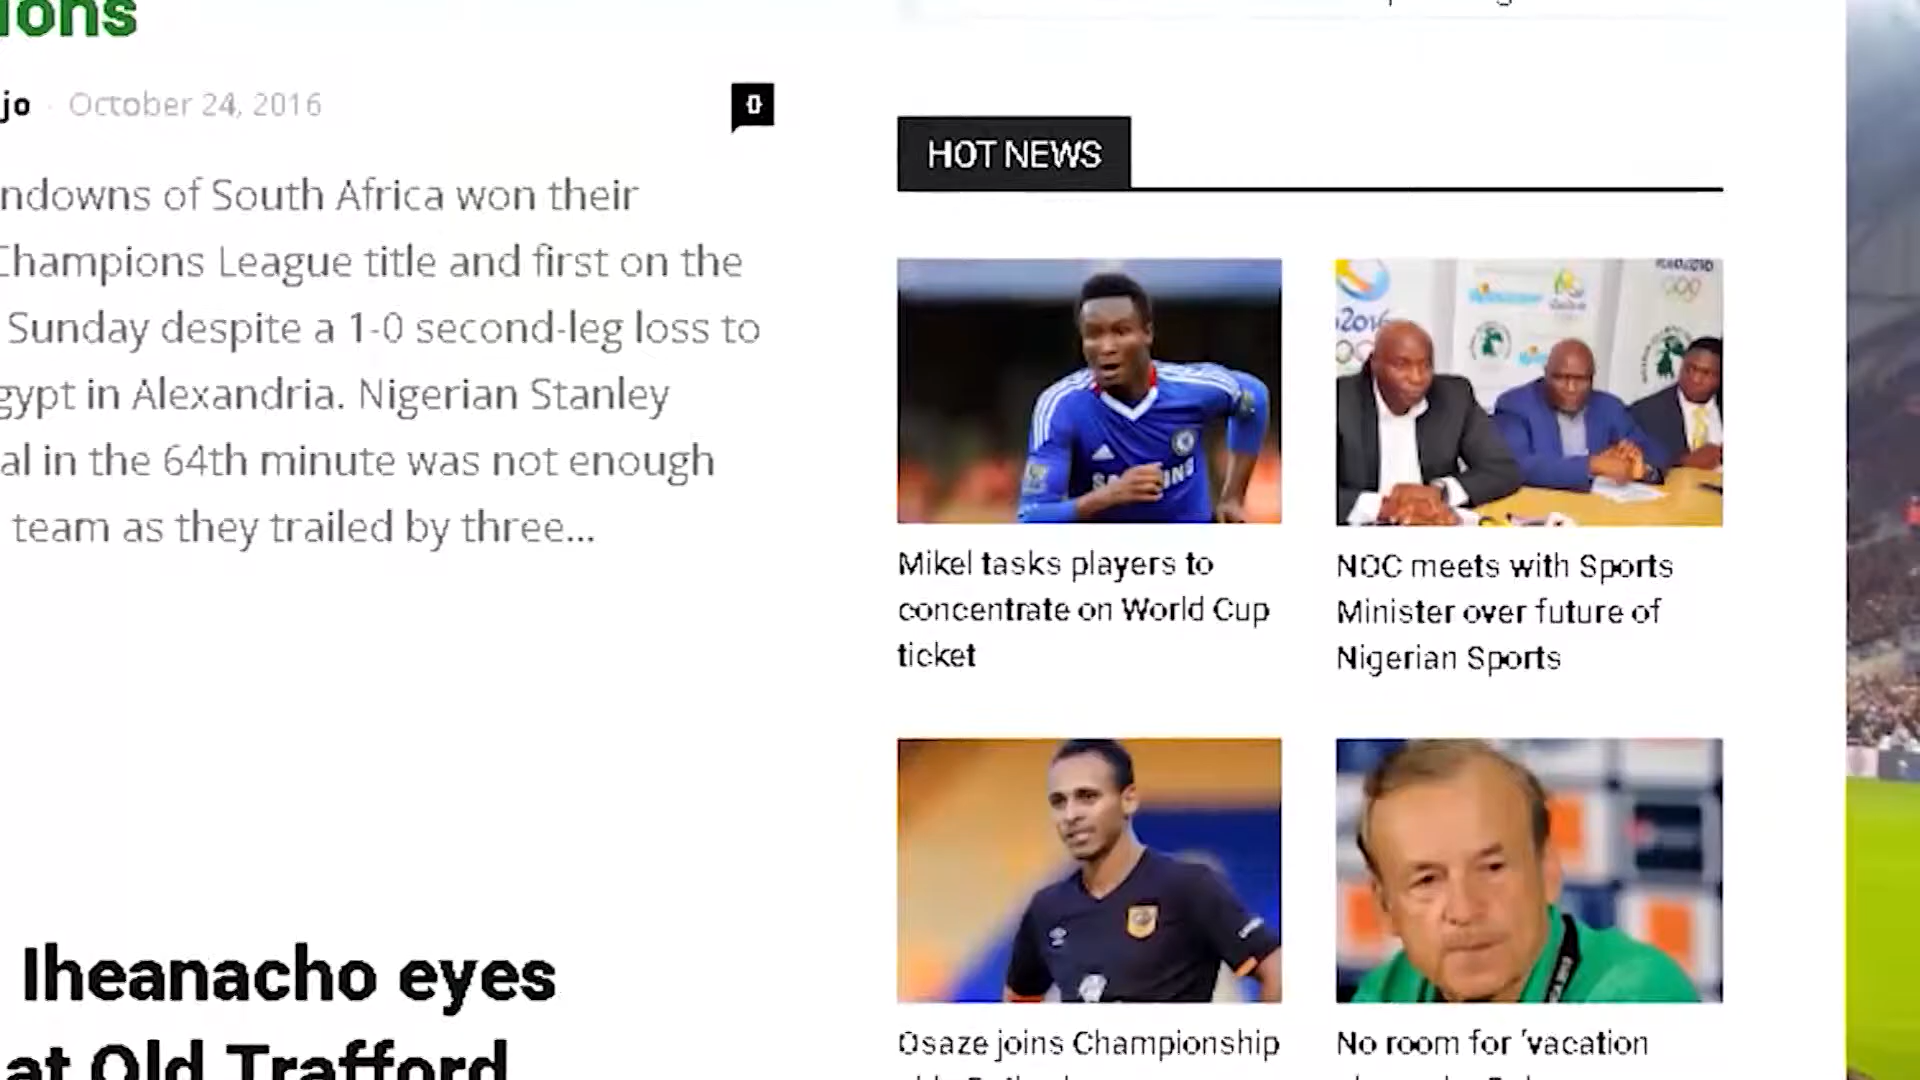 ions
jo - October 24, 2016
0
ndowns of South Africa won their
Champions League title and first on the
Sunday despite a 1-0 second-leg loss to
gypt in Alexandria. Nigerian Stanley
al in the 64th minute was not enough
team as they trailed by three...
Iheanacho eyes
at Old Trafford
HOT NEWS
SAMSUNG
Mikel tasks players to
concentrate on World Cup
ticket
NOC meets with Sports
Minister over future of
Nigerian Sports
Osaze joins Championship
No room for 'vacation